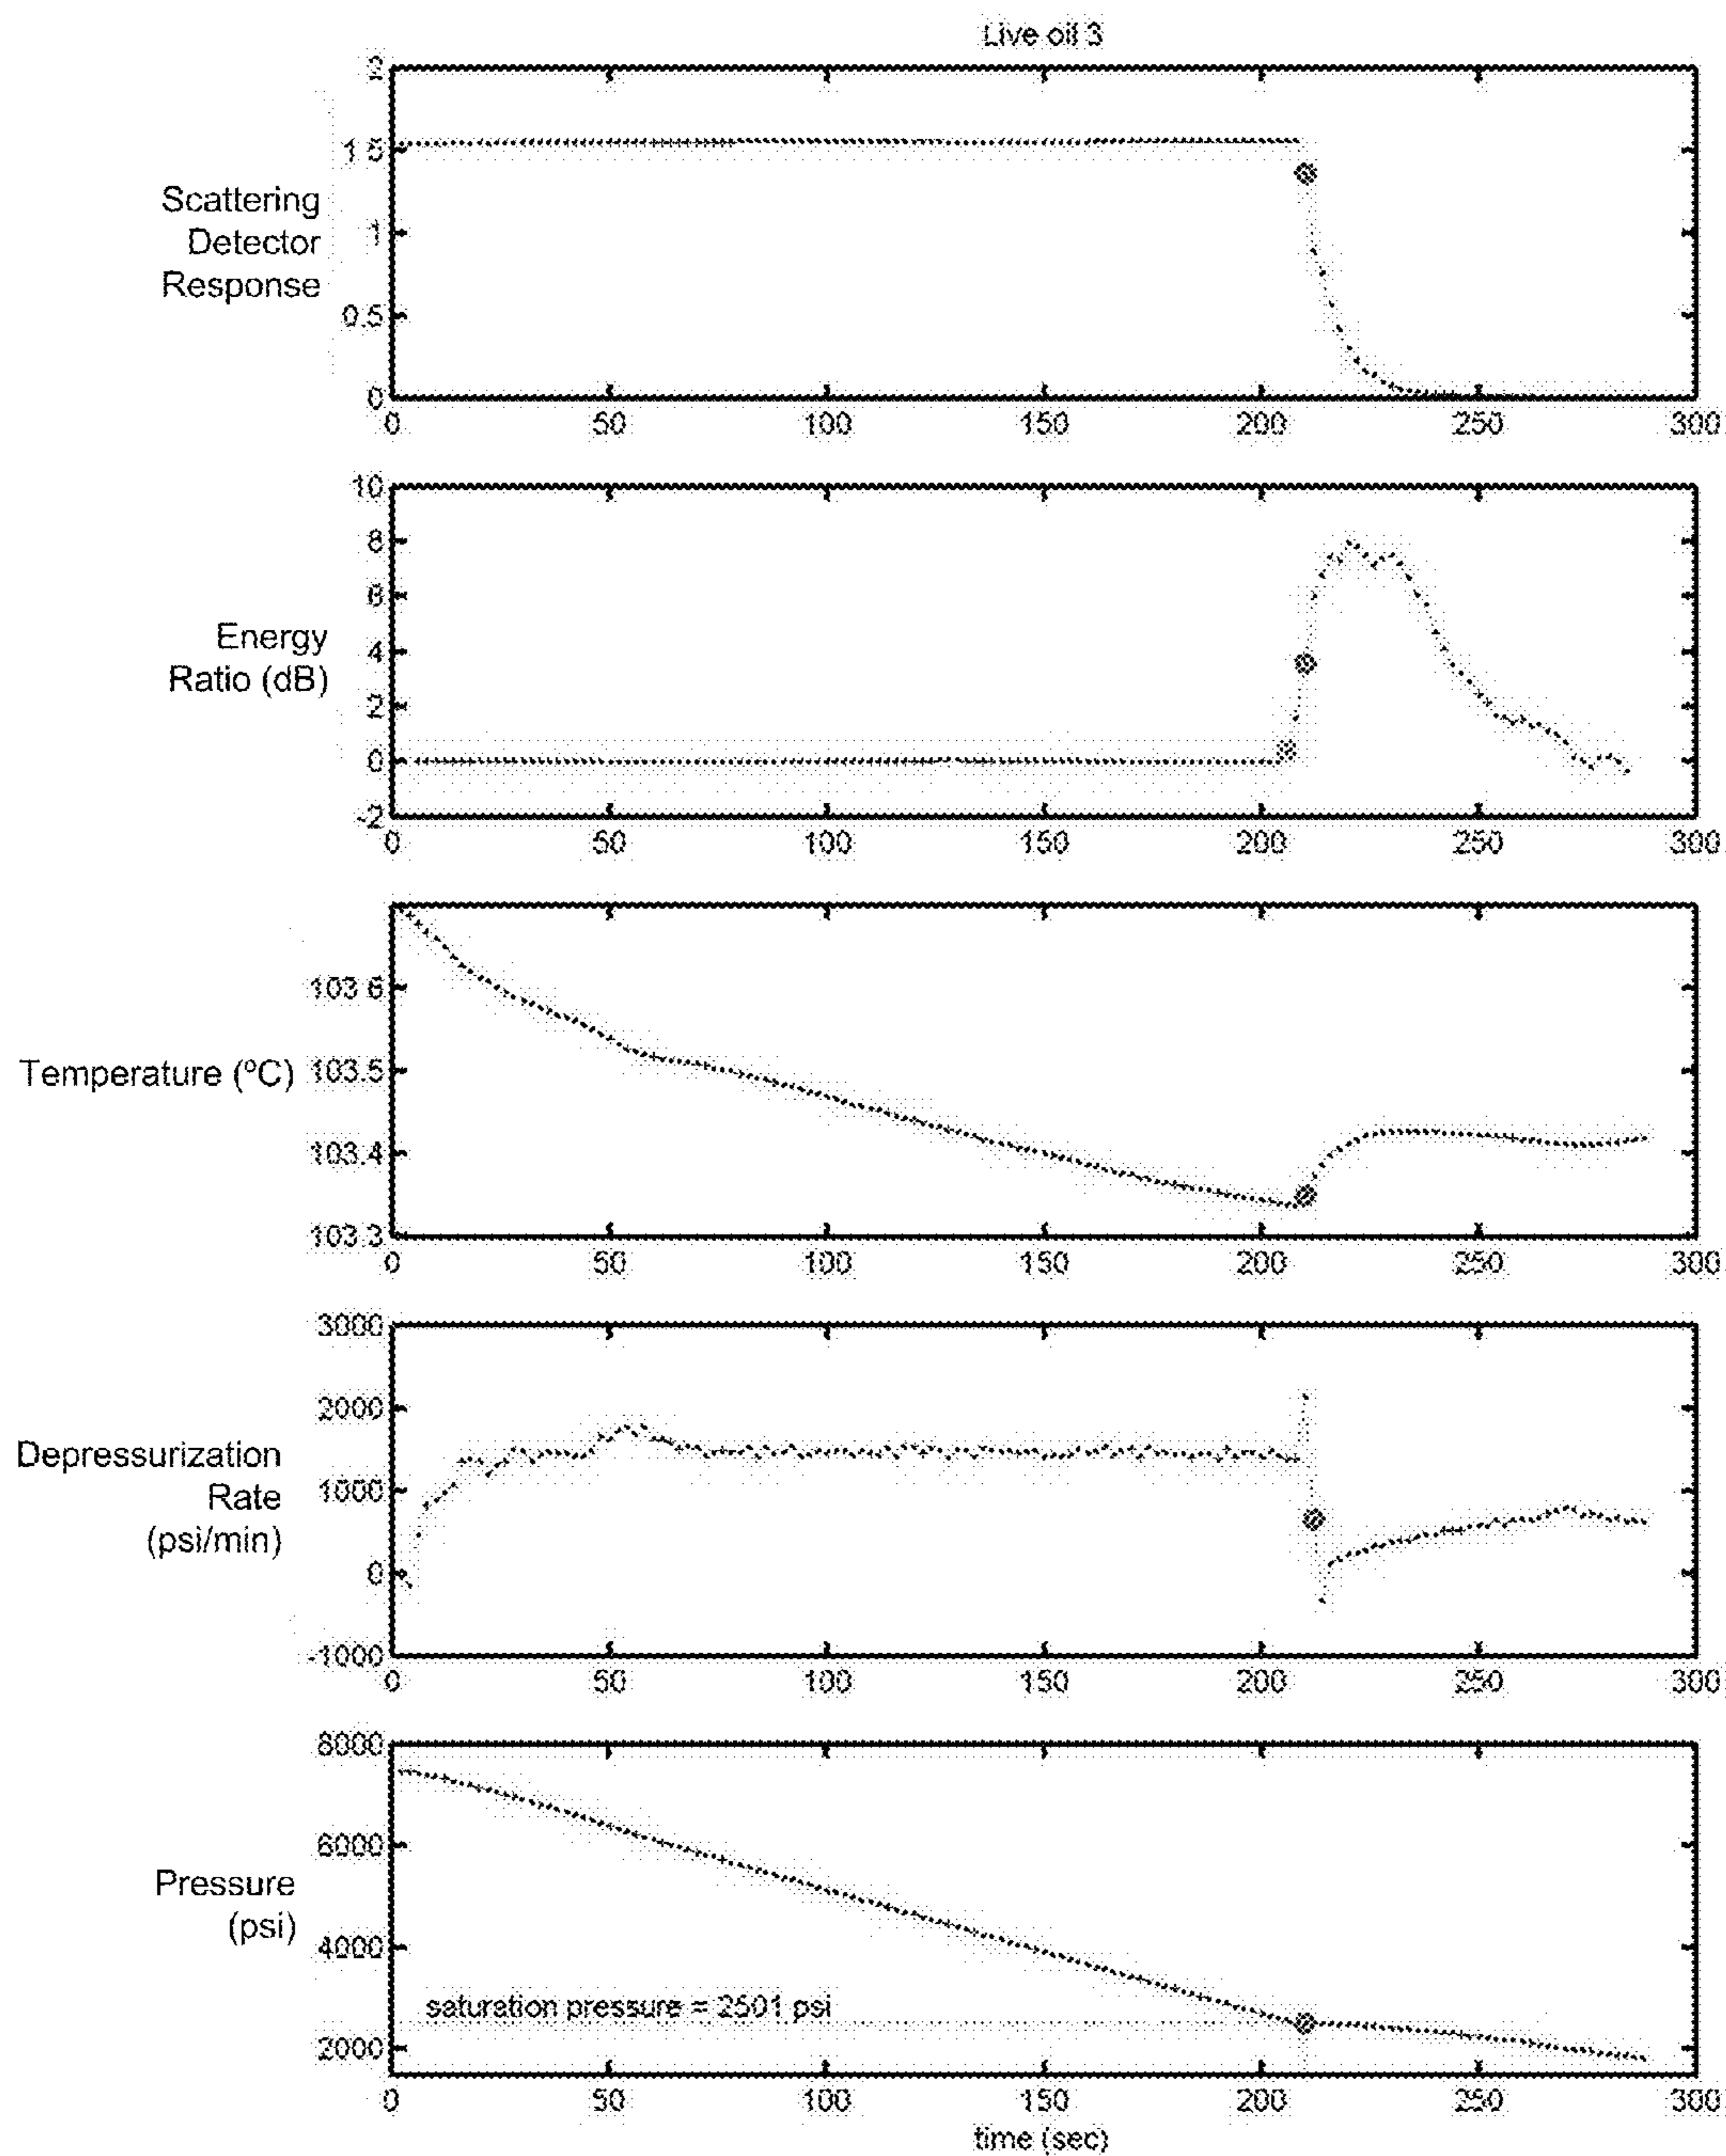 Live oil 3
Scattering
Detector
Response
2
1.5
1
0.5
0
0 50 100 150 200 250 300
Energy
Ratio (dB)
10
8
6
4
2
0
-2
0 50 100 150 200 250 300
Temperature (ºC)
103.6
103.5
103.4
103.3
0 50 100 150 200 250 300
Depressurization
Rate
(psi/min)
3000
2000
1000
0
-1000
0 50 100 150 200 250 300
Pressure
(psi)
8000
6000
4000
saturation pressure = 2501 psi
2000
0 50 100 150 200 250 300
time (sec)